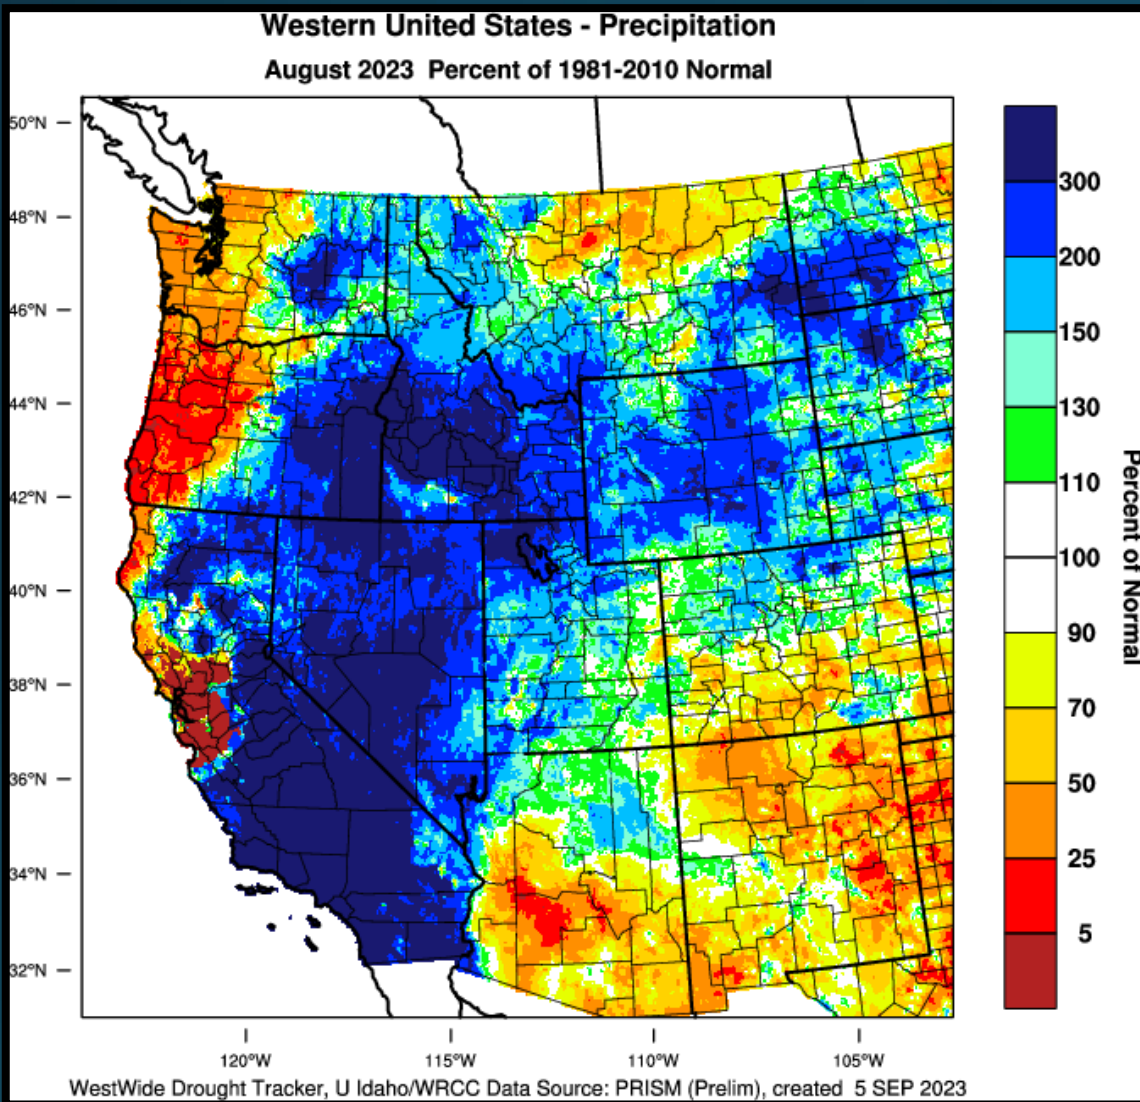 Western United States - Precipitation
August 2023  Percent of 1981-2010 Normal
50°N
48°N
46°N
44°N
42°N
40°N
38°N
36°N
34°N
32°N
120°W
115°W
110°W
105°W
300
200
150
130
110
100
90
70
50
25
5
Percent of Normal
WestWide Drought Tracker, U Idaho/WRCC Data Source: PRISM (Prelim), created  5 SEP 2023